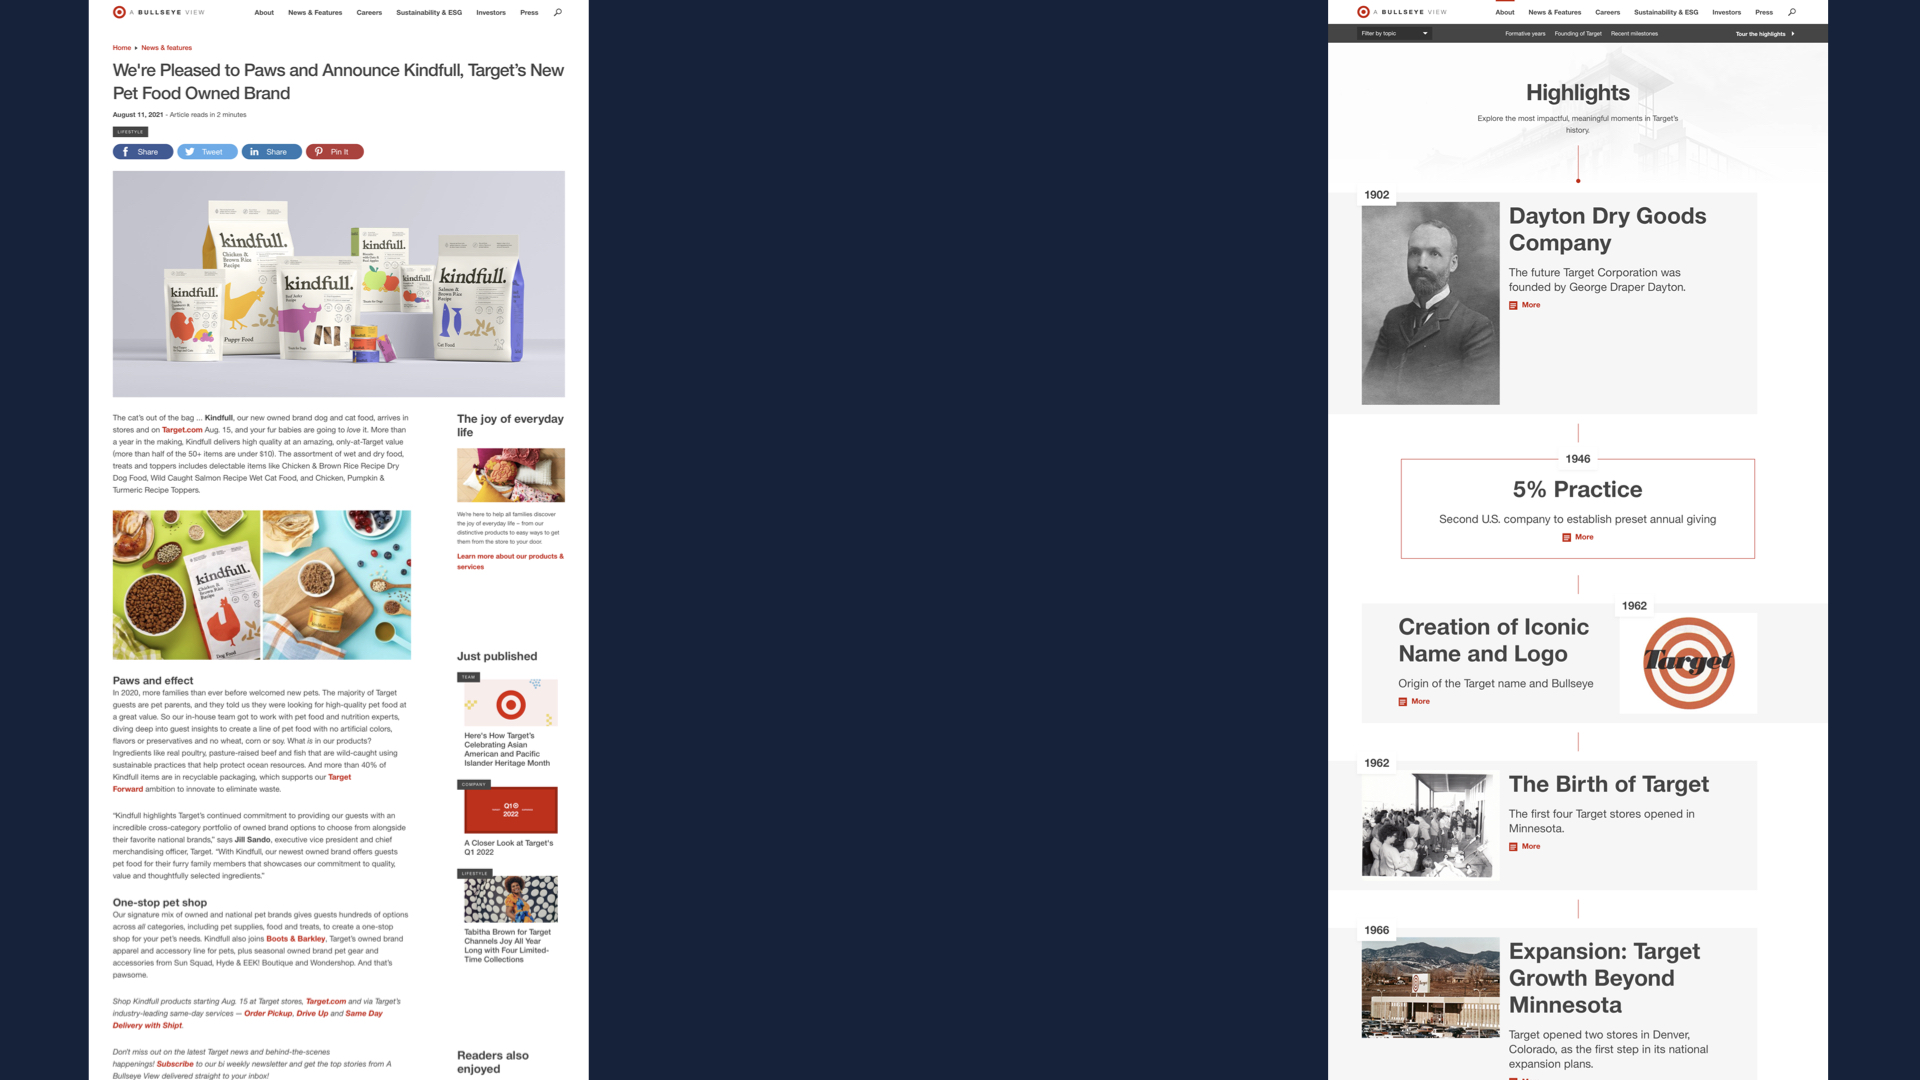 A BULLSEYE VIEW
About
News & Features
Careers
Sustainability & ESG
Investors
Press
Home ▸ News & features
We're Pleased to Paws and Announce Kindfull, Target's New
Pet Food Owned Brand
August 11, 2021 - Article reads in 2 minutes
LIFESTYLE
Share
Tweet
Share
Pin It
kindfull.
Chicken &
Brown Rice
Recipe
Puppy Food
kindfull.
kindfull.
Beef Jerky
Recipe
kindfull.
kindfull.
kindfull.
Salmon &
Brown Rice
Recipe
Cat Food
The cat's out of the bag ... Kindfull, our new owned brand dog and cat food, arrives in
stores and on Target.com Aug. 15, and your fur babies are going to love it. More than
a year in the making, Kindfull delivers high quality at an amazing, only-at-Target value
(more than half of the 50+ items are under $10). The assortment of wet and dry food,
treats and toppers includes delectable items like Chicken & Brown Rice Recipe Dry
Dog Food, Wild Caught Salmon Recipe Wet Cat Food, and Chicken, Pumpkin &
Turmeric Recipe Toppers.
kindfull.
Chicken &
Brown Rice
Recipe
Dog Food
Paws and effect
In 2020, more families than ever before welcomed new pets. The majority of Target
guests are pet parents, and they told us they were looking for high-quality pet food at
a great value. So our in-house team got to work with pet food and nutrition experts,
diving deep into guest insights to create a line of pet food with no artificial colors,
flavors or preservatives and no wheat, corn or soy. What is in our products?
Ingredients like real poultry, pasture-raised beef and fish that are wild-caught using
sustainable practices that help protect ocean resources. And more than 40% of
Kindfull items are in recyclable packaging, which supports our Target
Forward ambition to innovate to eliminate waste.
"Kindfull highlights Target's continued commitment to providing our guests with an
incredible cross-category portfolio of owned brand options to choose from alongside
their favorite national brands," says Jill Sando, executive vice president and chief
merchandising officer, Target. "With Kindfull, our newest owned brand offers guests
pet food for their furry family members that showcases our commitment to quality,
value and thoughtfully selected ingredients."
One-stop pet shop
Our signature mix of owned and national pet brands gives guests hundreds of options
across all categories, including pet supplies, food and treats, to create a one-stop
shop for your pet's needs. Kindfull also joins Boots & Barkley, Target's owned brand
apparel and accessory line for pets, plus seasonal owned brand pet gear and
accessories from Sun Squad, Hyde & EEK! Boutique and Wondershop. And that's
pawsome.
Shop Kindfull products starting Aug. 15 at Target stores, Target.com and via Target's
industry-leading same-day services — Order Pickup, Drive Up and Same Day
Delivery with Shipt.
Don't miss out on the latest Target news and behind-the-scenes
happenings! Subscribe to our bi weekly newsletter and get the top stories from A
Bullseye View delivered straight to your inbox!
The joy of everyday
life
We're here to help all families discover
the joy of everyday life – from our
distinctive products to easy ways to get
them from the store to your door.
Learn more about our products &
services
Just published
TEAM
Here's How Target's
Celebrating Asian
American and Pacific
Islander Heritage Month
COMPANY
Q1
2022
A Closer Look at Target's
Q1 2022
LIFESTYLE
Tabitha Brown for Target
Channels Joy All Year
Long with Four Limited-
Time Collections
Readers also
enjoyed
A BULLSEYE VIEW
About
News & Features
Careers
Sustainability & ESG
Investors
Press
Filter by topic
Formative years
Founding of Target
Recent milestones
Tour the highlights
Highlights
Explore the most impactful, meaningful moments in Target's
history.
1902
Dayton Dry Goods
Company
The future Target Corporation was
founded by George Draper Dayton.
More
1946
5% Practice
Second U.S. company to establish preset annual giving
More
1962
Creation of Iconic
Name and Logo
Origin of the Target name and Bullseye
More
Target
1962
The Birth of Target
The first four Target stores opened in
Minnesota.
More
1966
Expansion: Target
Growth Beyond
Minnesota
Target opened two stores in Denver,
Colorado, as the first step in its national
expansion plans.